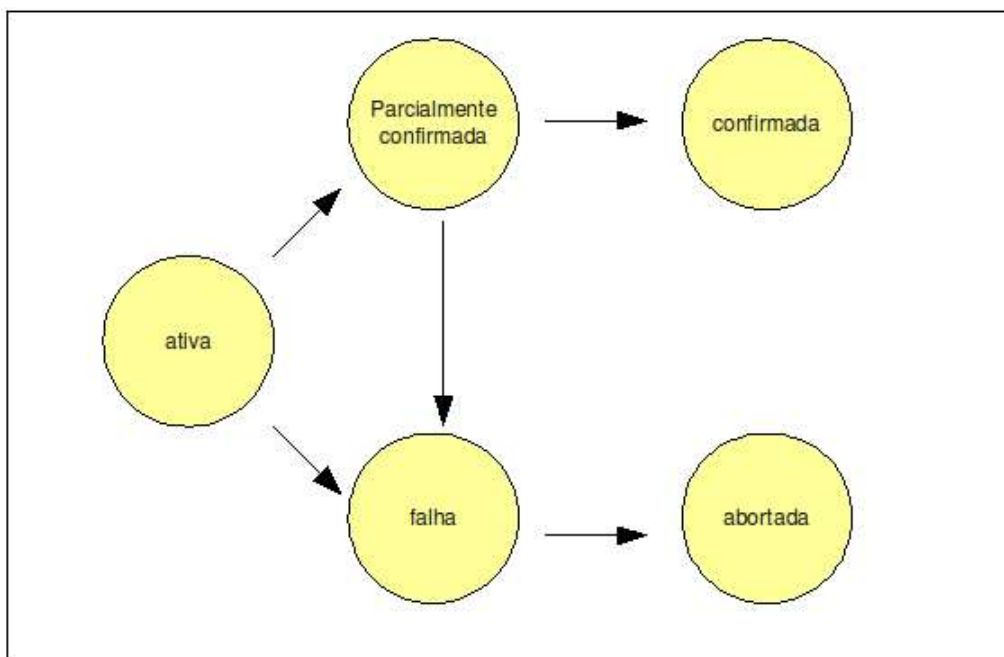 Parcialmente
confirmada
confirmada
ativa
falha
abortada